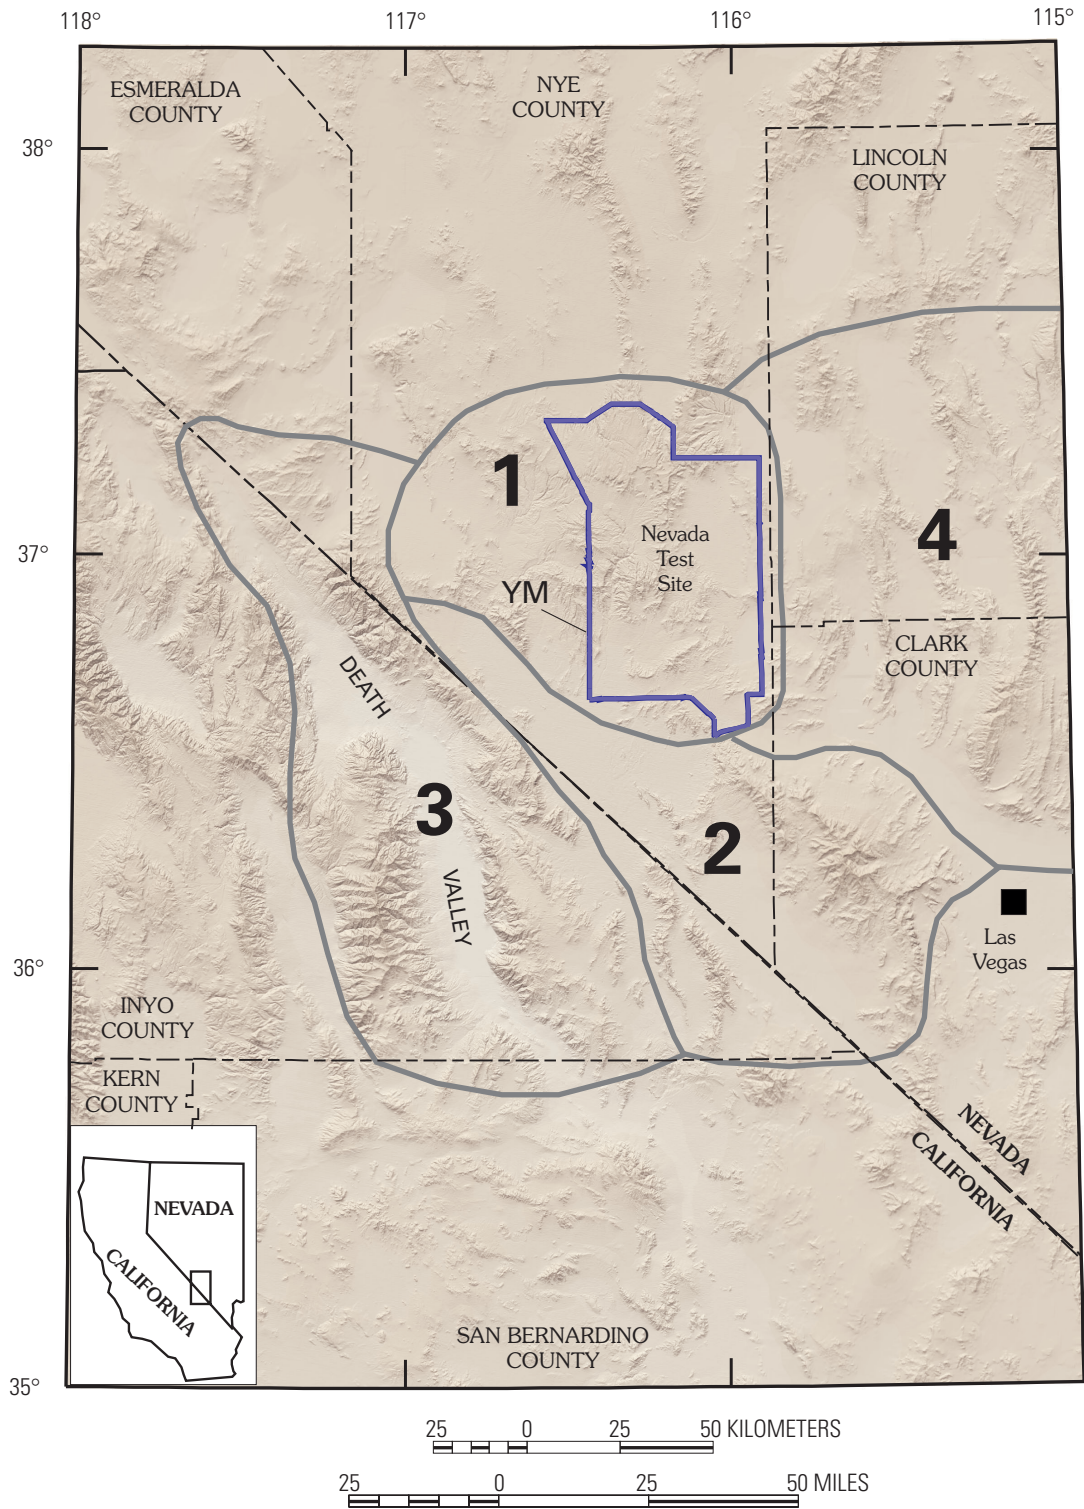 118°
117°
116°
115°
ESMERALDA
COUNTY
NYE
COUNTY
38°
LINCOLN
COUNTY
1
4
Nevada
Test
Site
37°
YM
CLARK
COUNTY
DEATH
3
2
VALLEY
Las
Vegas
36°
INYO
COUNTY
KERN
COUNTY
NEVADA
CALIFORNIA
NEVADA
CALIFORNIA
SAN BERNARDINO
COUNTY
35°
25 0 25 50 KILOMETERS
25 0 25 50 MILES